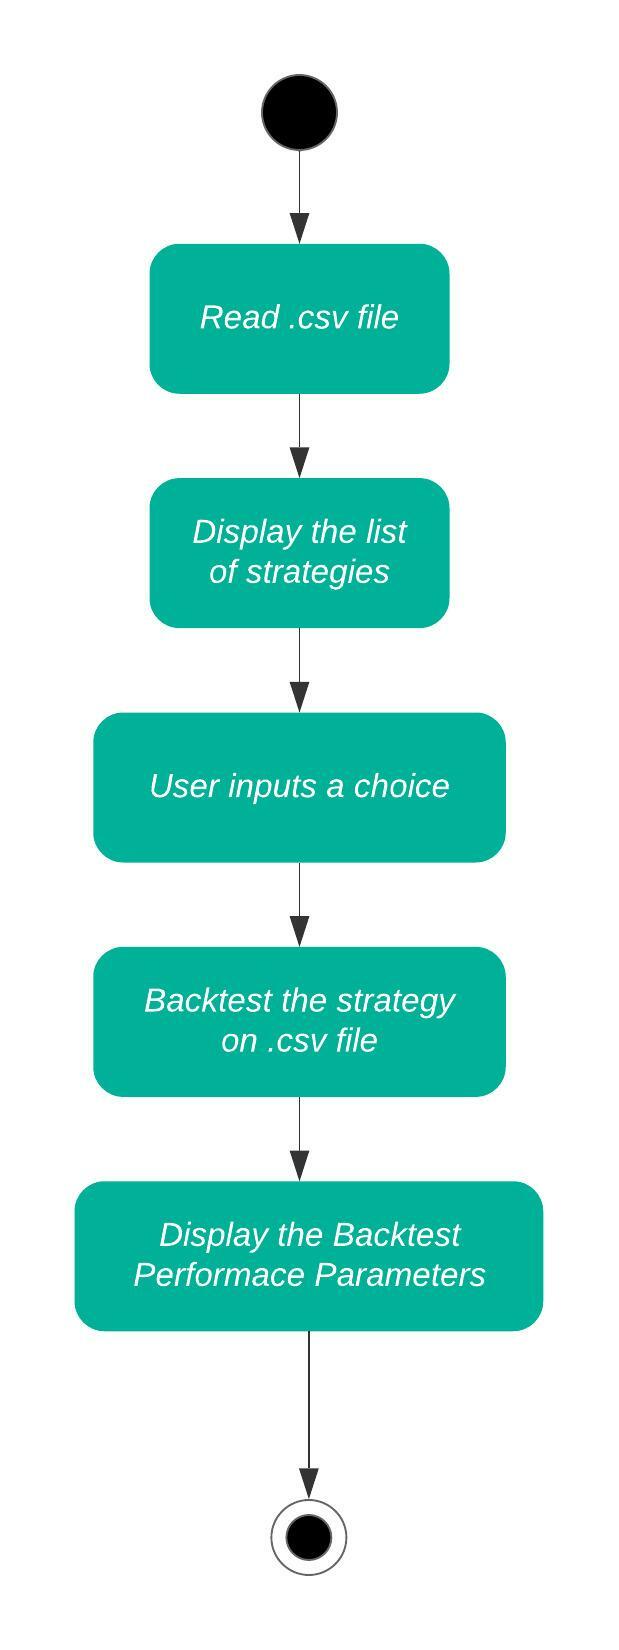 Read .csv file
Display the list
of strategies
User inputs a choice
Backtest the strategy
on .csv file
Display the Backtest
Performace Parameters